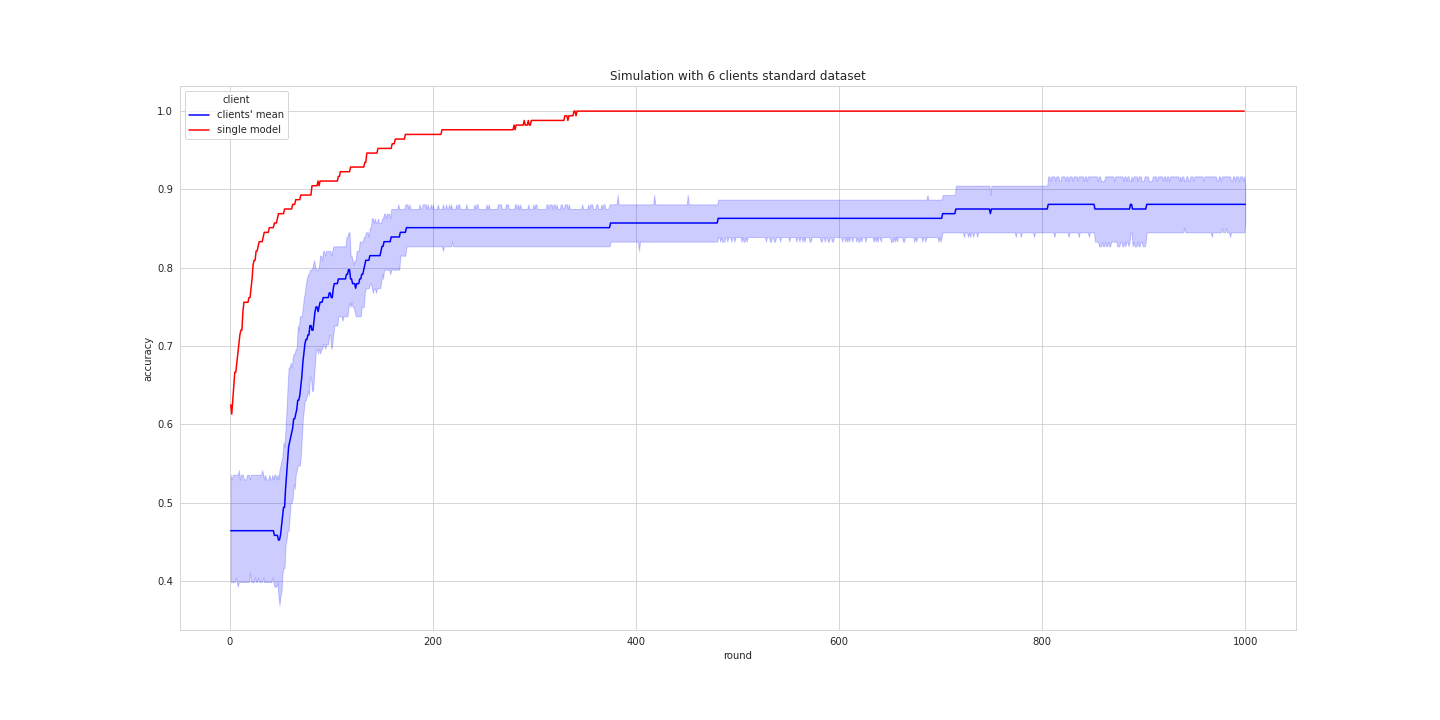 Simulation with 6 clients standard dataset
client
clients' mean
single model
accuracy
1.0
0.9
0.8
0.7
0.6
0.5
0.4
0 200 400 600 800 1000
round